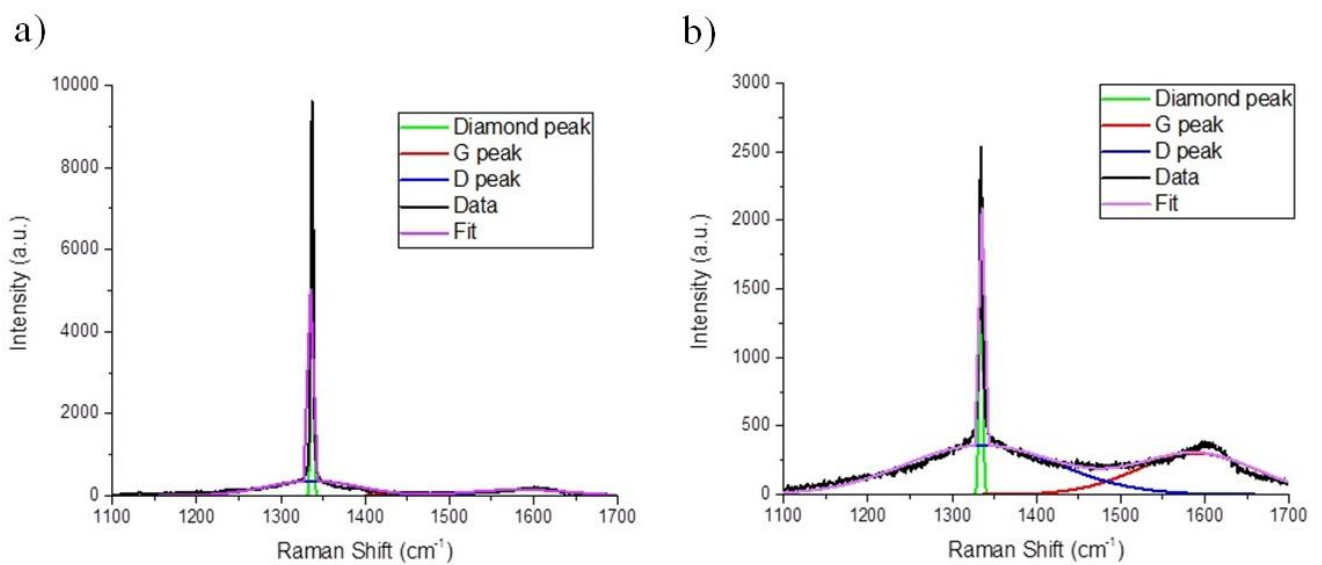 a)
10000
8000
6000
4000
2000
0
Intensity (a.u.)
1100 1200 1300 1400 1500 1600 1700
Raman Shift (cm-1)
Diamond peak
G peak
D peak
Data
Fit
b)
3000
2500
2000
1500
1000
500
0
Intensity (a.u.)
1100 1200 1300 1400 1500 1600 1700
Raman Shift (cm-1)
Diamond peak
G peak
D peak
Data
Fit